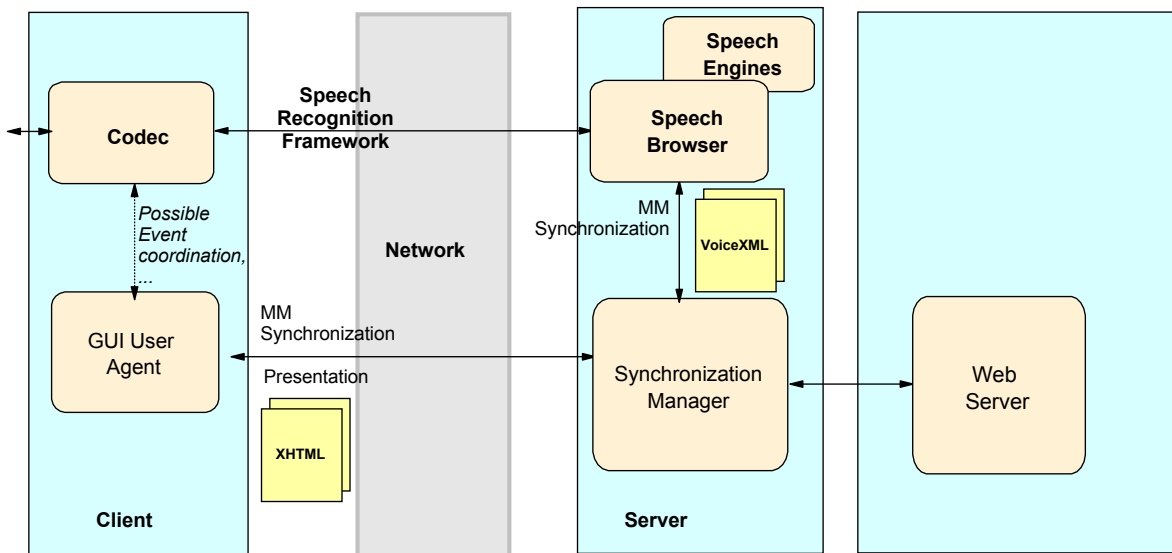 Speech
Engines
Codec
Speech
Recognition
Framework
Speech
Browser
Possible
Event
coordination,
...
MM
Synchronization
VoiceXML
Network
GUI User
Agent
MM
Synchronization
Presentation
XHTML
Synchronization
Manager
Web
Server
Client
Server